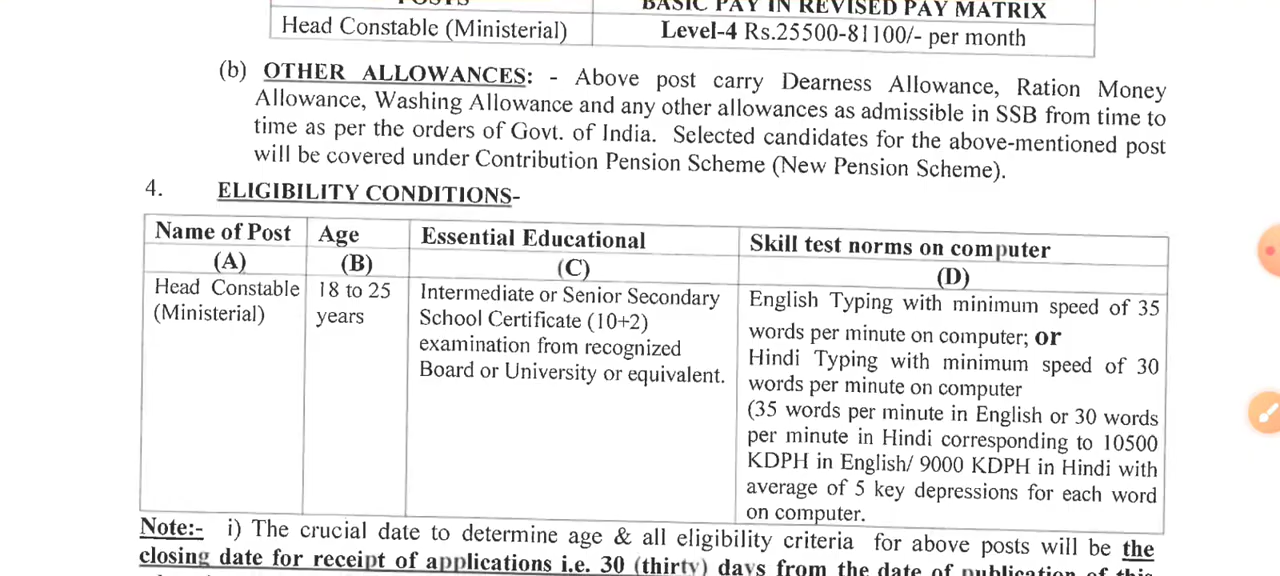 POSTS BASIC PAY IN REVISED PAY MATRIX
Head Constable (Ministerial) Level-4 Rs.25500-81100/- per month
(b) OTHER ALLOWANCES: - Above post carry Dearness Allowance, Ration Money
Allowance, Washing Allowance and any other allowances as admissible in SSB from time to
time as per the orders of Govt. of India. Selected candidates for the above-mentioned post
will be covered under Contribution Pension Scheme (New Pension Scheme).
4. ELIGIBILITY CONDITIONS-
Name of Post Age Essential Educational Skill test norms on computer
(A) (B) (C) (D)
Head Constable
(Ministerial)
18 to 25
years
Intermediate or Senior Secondary
School Certificate (10+2)
examination from recognized
Board or University or equivalent.
English Typing with minimum speed of 35
words per minute on computer; or
Hindi Typing with minimum speed of 30
words per minute on computer
(35 words per minute in English or 30 words
per minute in Hindi corresponding to 10500
KDPH in English/ 9000 KDPH in Hindi with
average of 5 key depressions for each word
on computer.
Note:- i) The crucial date to determine age & all eligibility criteria for above posts will be the
closing date for receipt of applications i.e. 30 (thirty) days from the date of publication of this